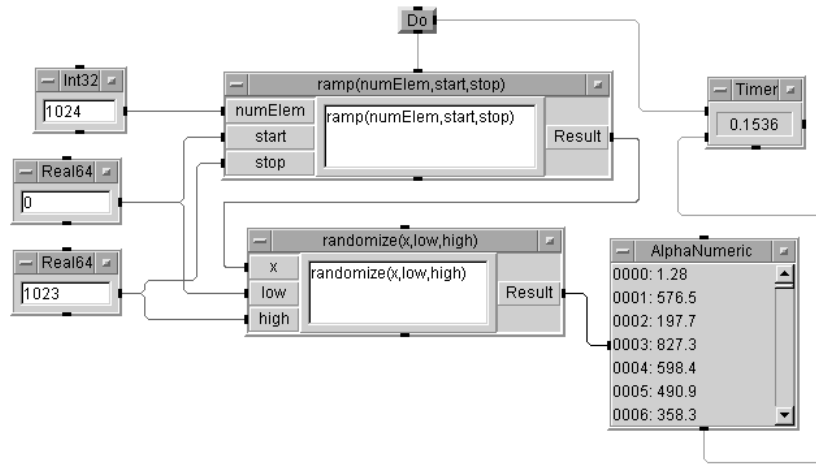 Do
Int32
1024
ramp(numElem,start,stop)
numElem
start
stop
ramp(numElem,start,stop)
Result
Timer
0.1536
Real64
0
Real64
1023
randomize(x,low,high)
x
low
high
randomize(x,low,high)
Result
AlphaNumeric
0000: 1.28
0001: 576.5
0002: 197.7
0003: 827.3
0004: 598.4
0005: 490.9
0006: 358.3